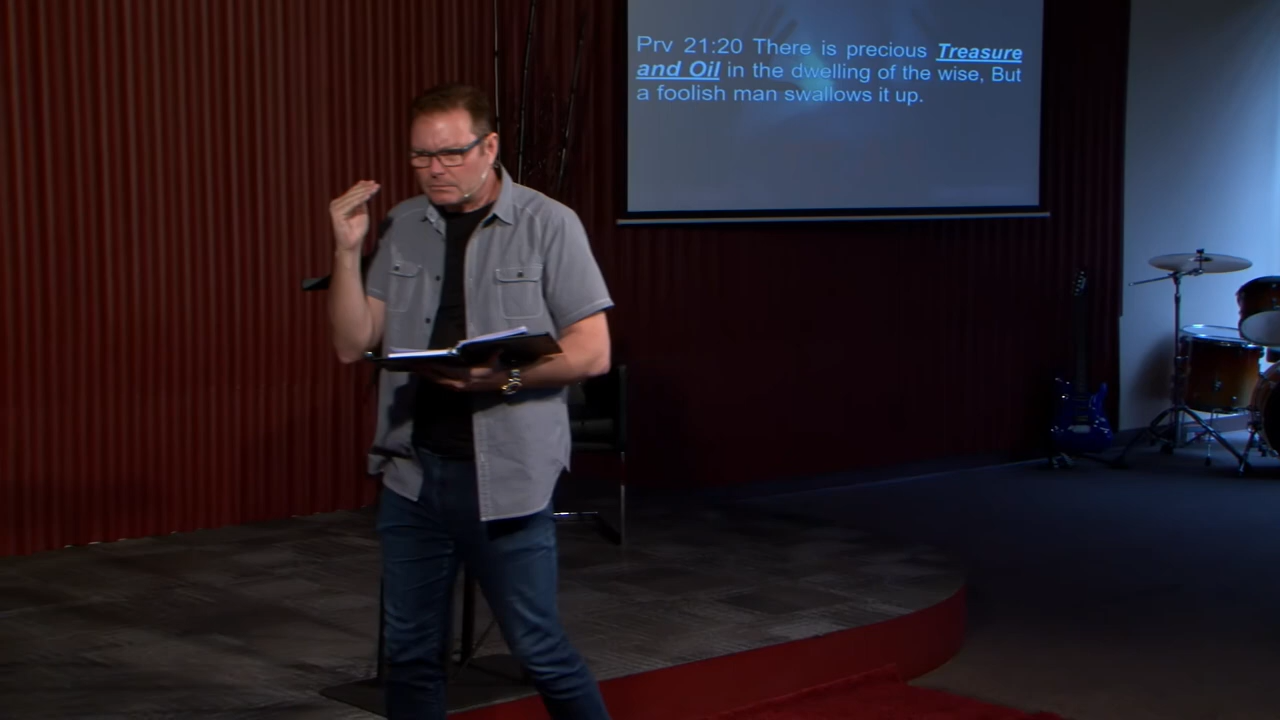 Prv 21:20 There is precious Treasure
and Oil in the dwelling of the wise, But
a foolish man swallows it up.